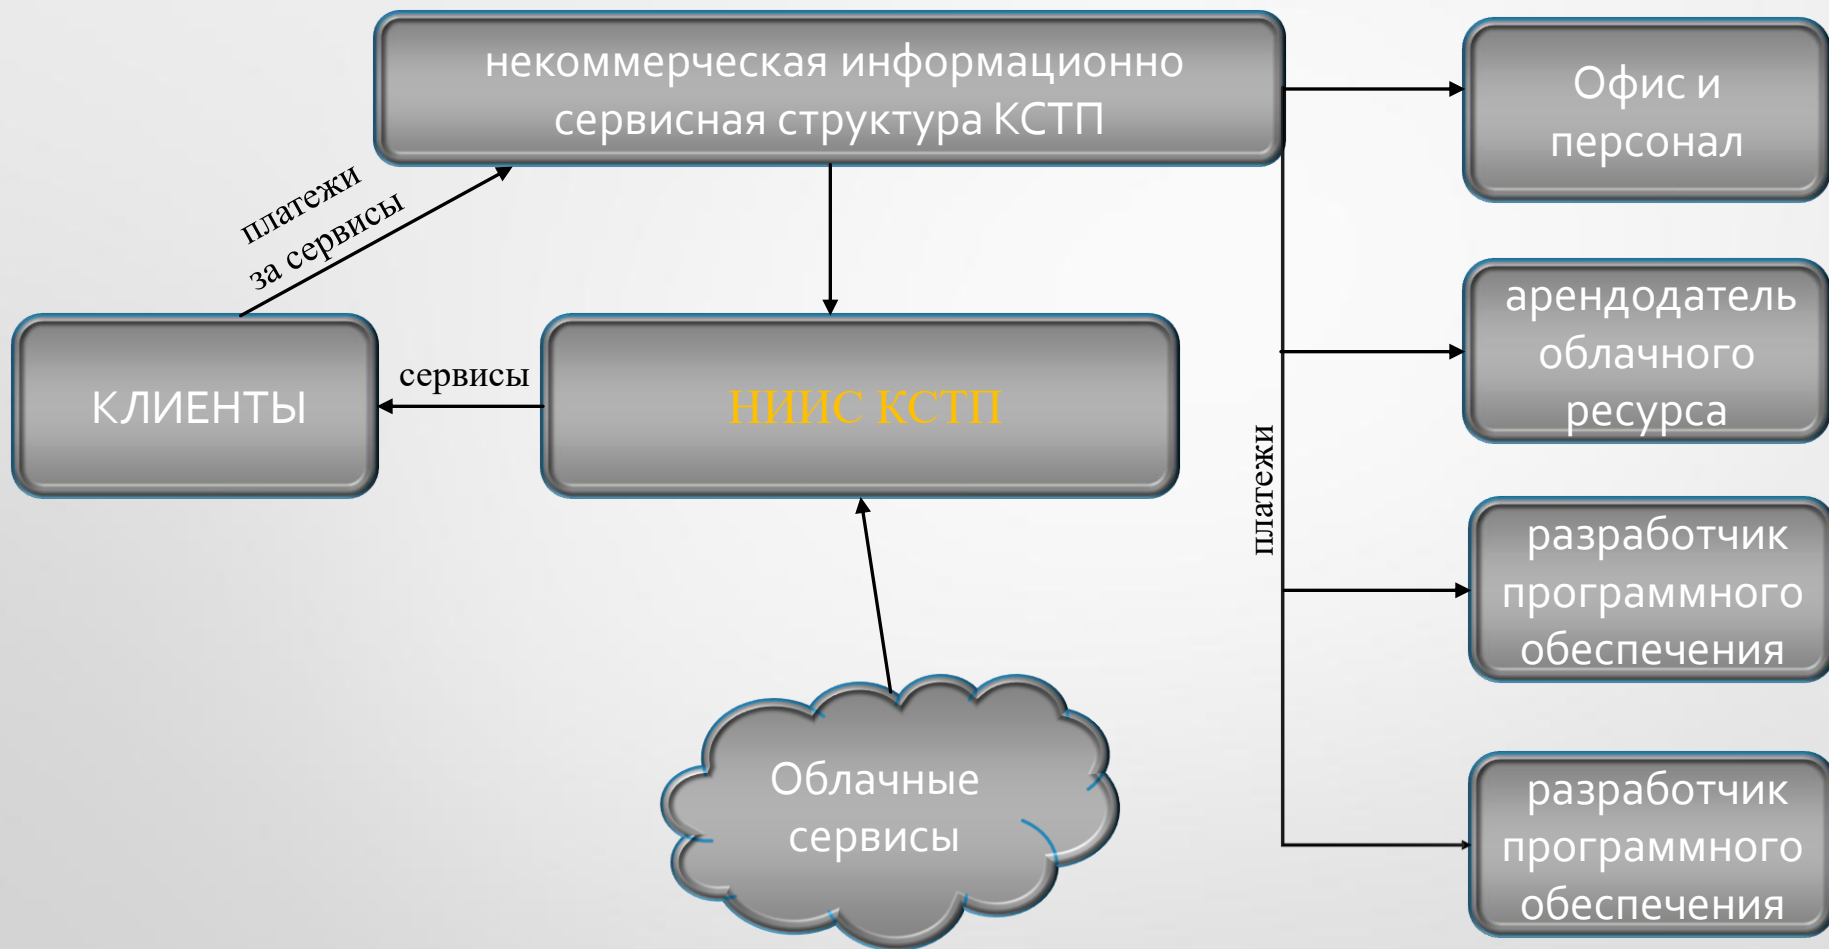 некоммерческая информационно
сервисная структура КСТП
Офис и
персонал
платежи
за сервисы
арендодатель
облачного
ресурса
КЛИЕНТЫ
сервисы
НИИС КСТП
платежи
разработчик
программного
обеспечения
Облачные
сервисы
разработчик
программного
обеспечения